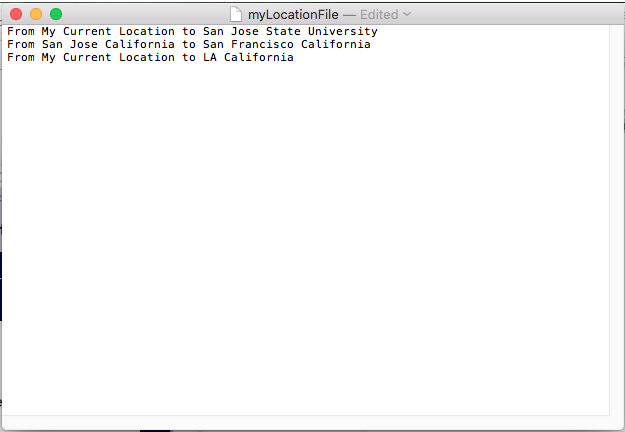 myLocationFile — Edited
From My Current Location to San Jose State University
From San Jose California to San Francisco California
From My Current Location to LA California